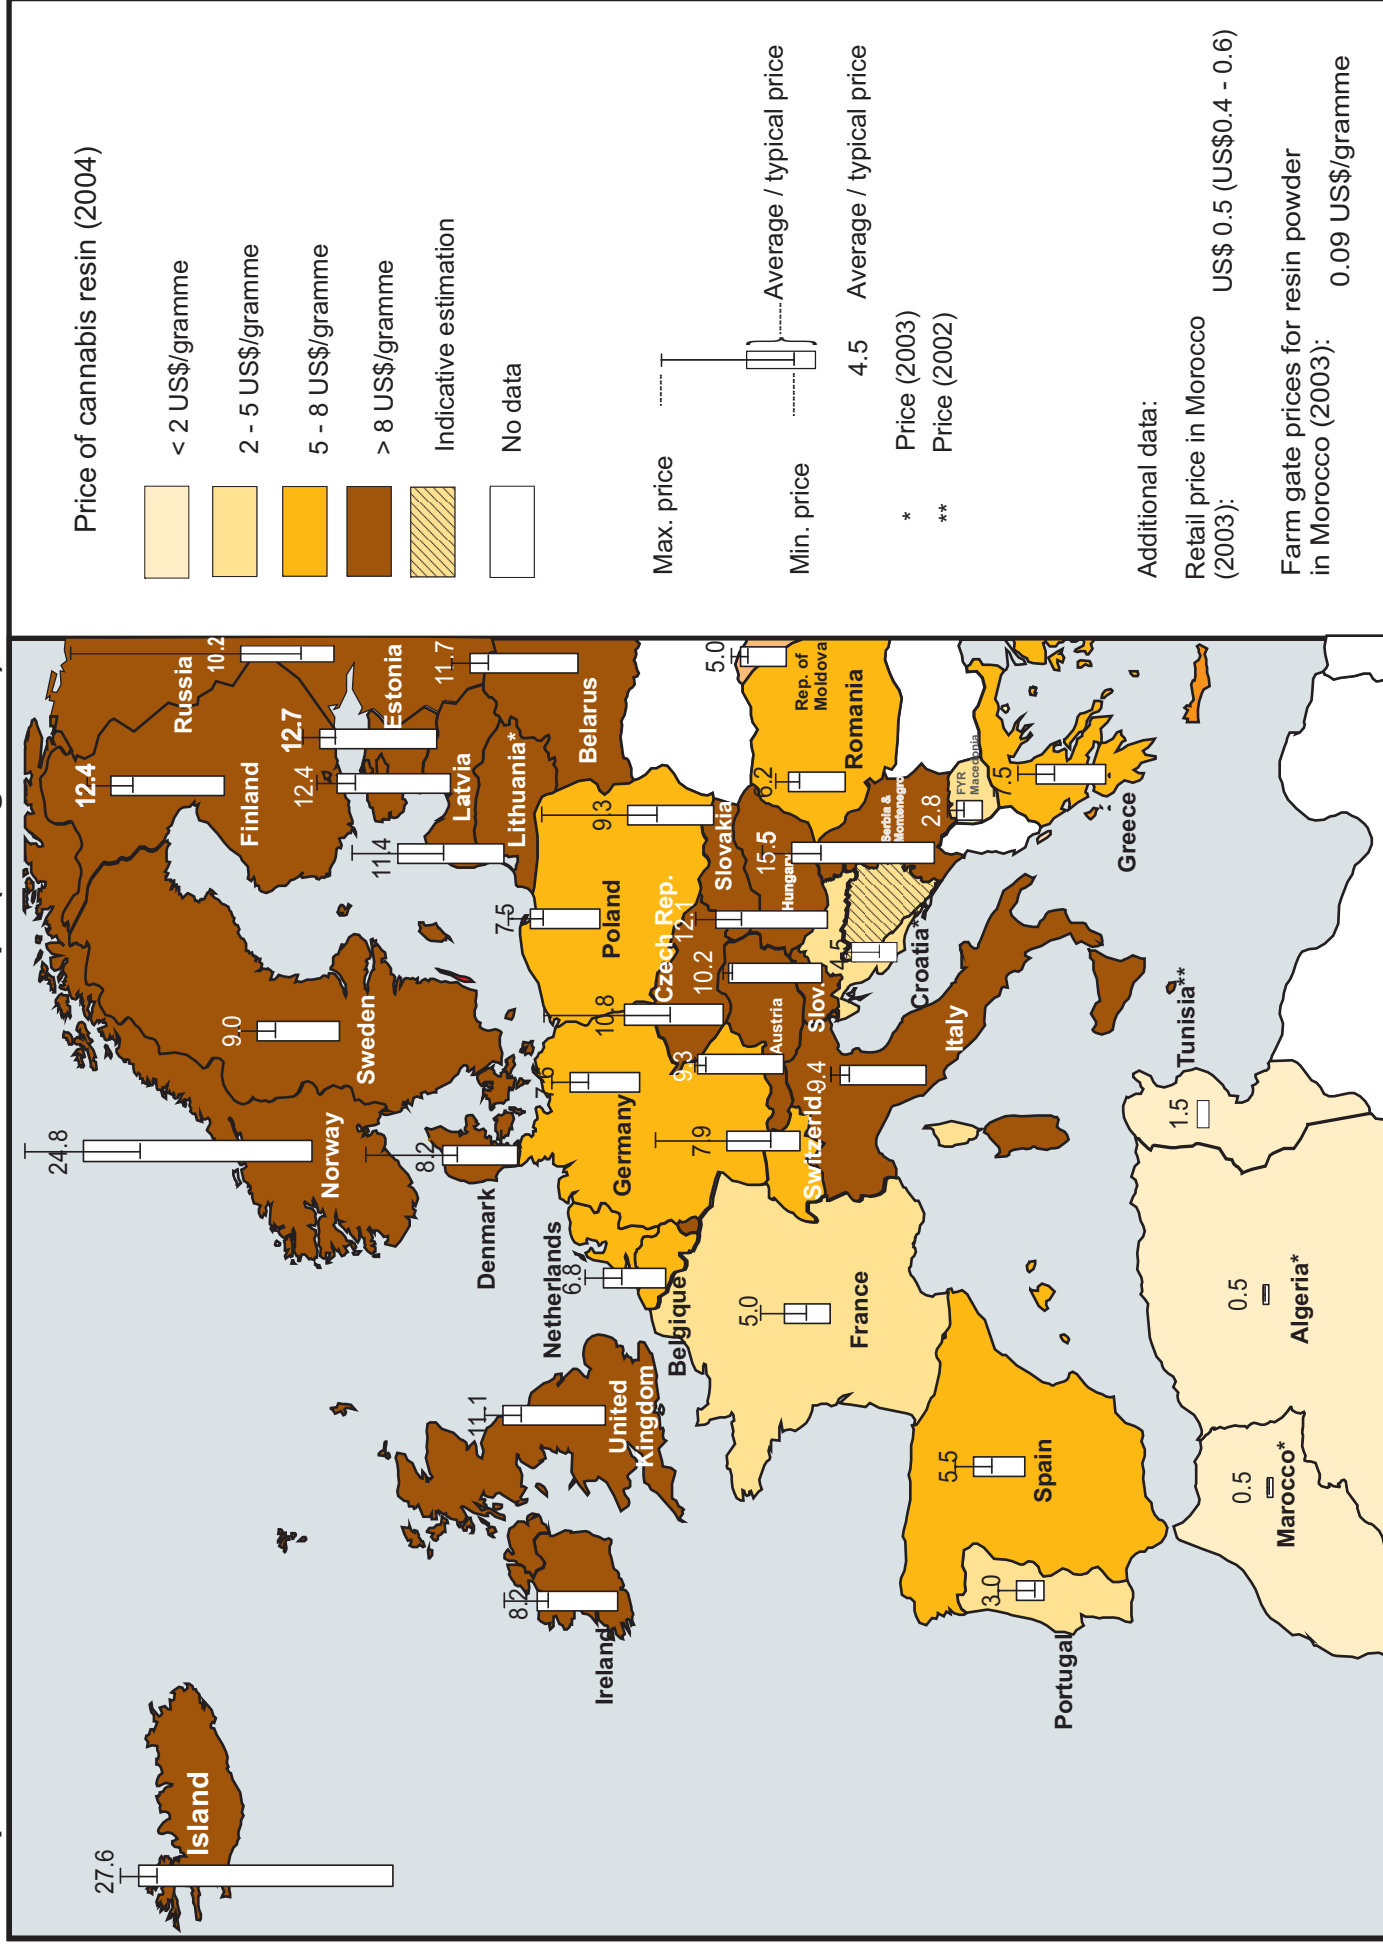 Price of cannabis resin (2004)
< 2 US$/gramme
2 - 5 US$/gramme
5 - 8 US$/gramme
> 8 US$/gramme
Indicative estimation
No data
Max. price
Min. price
Average / typical price
4.5 Average / typical price
* Price (2003)
** Price (2002)
Additional data:
Retail price in Morocco
(2003): US$ 0.5 (US$0.4 - 0.6)
Farm gate prices for resin powder
in Morocco (2003):
0.09 US$/gramme
27.6
Island
24.8
Norway
9.0
Sweden
12.4
Finland
Russia
10.2
12.7
Estonia
12.4
Latvia
11.4
Lithuania*
11.7
Belarus
8.2
Denmark
8.2
Ireland
11.1
United
Kingdom
Netherlands
6.8
Belgique
7.6
Germany
7.5
Poland
9.3
Slovakia
10.8
Czech Rep.
12.1
15.5
Hungary
10.2
9.3
Austria
7.9
Switzerld.
9.4
Slov.
5.0
Rep. of
Moldova
6.2
Romania
Serbia &
Montenegro
2.8
FYR
Macedonia
7.5
Greece
4.5
Croatia*
Italy
5.0
France
5.5
Spain
3.0
Portugal
Tunisia**
1.5
0.5
Algeria*
0.5
Marocco*